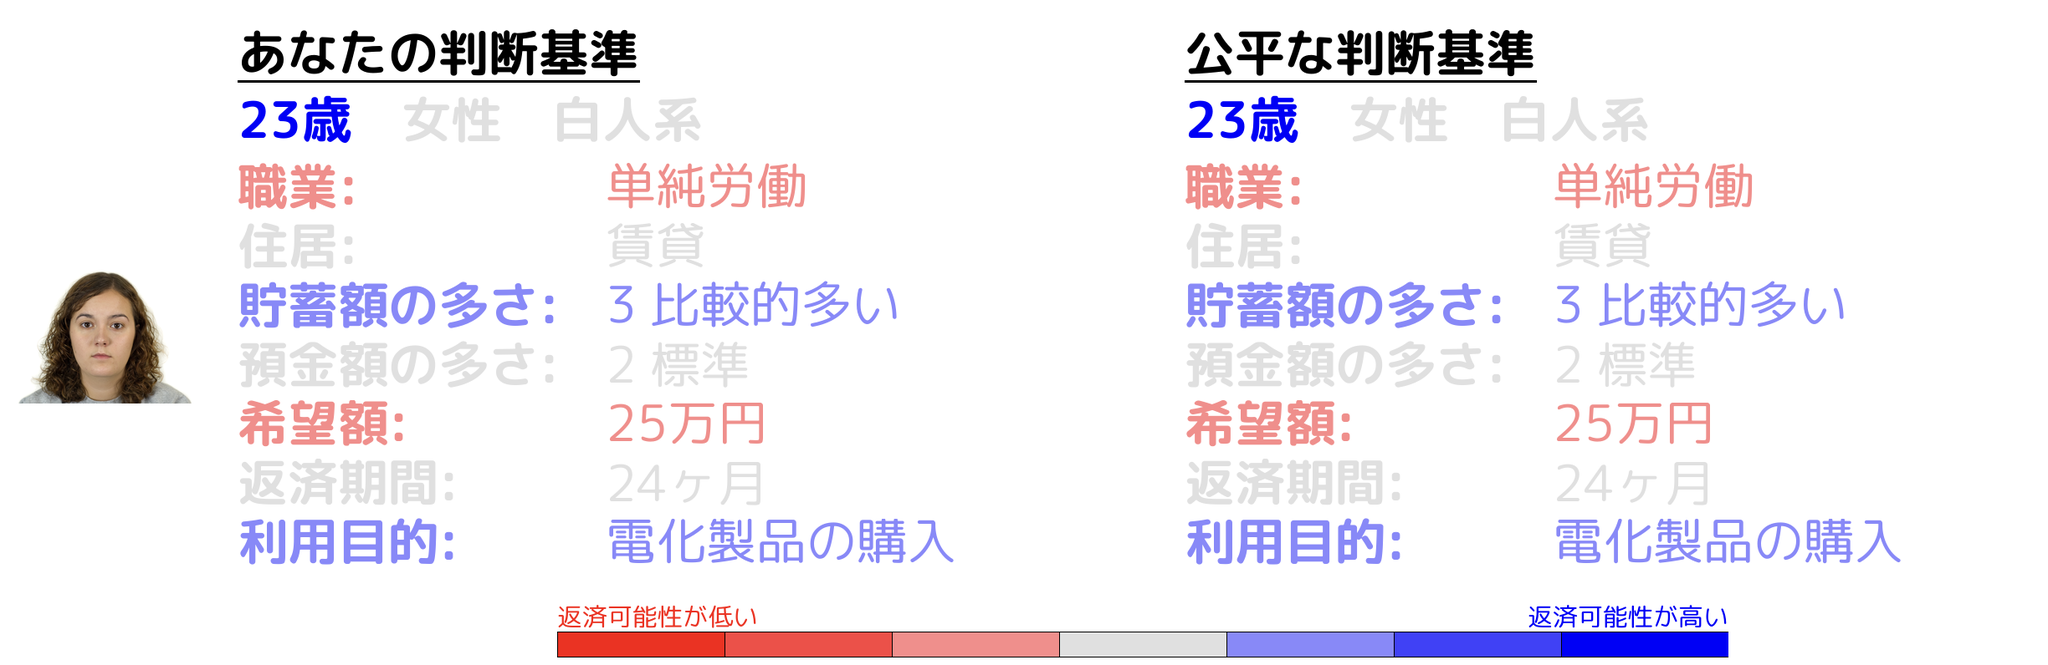 あなたの判断基準
23歳 女性 白人系
職業: 単純労働
住居: 賃貸
貯蓄額の多さ: 3 比較的多い
預金額の多さ: 2 標準
希望額: 25万円
返済期間: 24ヶ月
利用目的: 電化製品の購入
公平な判断基準
23歳 女性 白人系
職業: 単純労働
住居: 賃貸
貯蓄額の多さ: 3 比較的多い
預金額の多さ: 2 標準
希望額: 25万円
返済期間: 24ヶ月
利用目的: 電化製品の購入
返済可能性が低い
返済可能性が高い